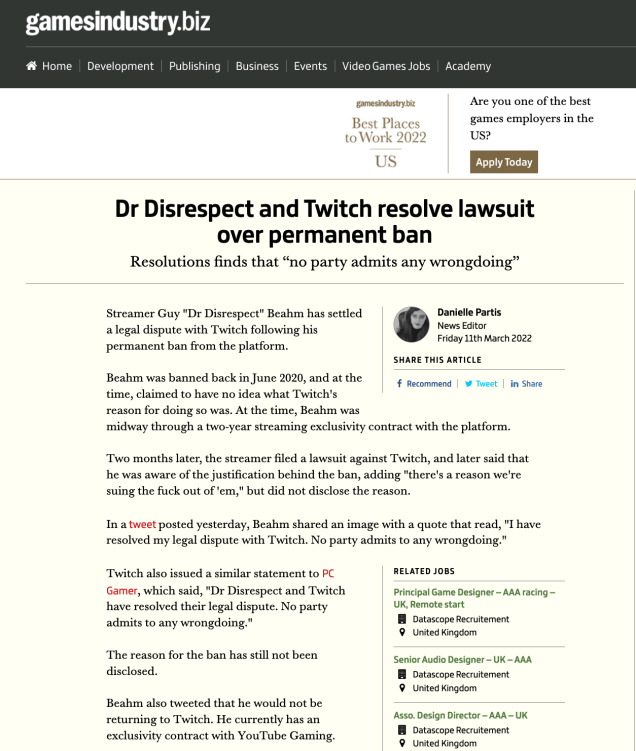 gamesindustry.biz
Home
Development
Publishing
Business
Events
Video Games Jobs
Academy
gamesindustry.biz
Best Places
to Work 2022
US
Are you one of the best
games employers in the
US?
Apply Today
Dr Disrespect and Twitch resolve lawsuit
over permanent ban
Resolutions finds that “no party admits any wrongdoing”
Streamer Guy "Dr Disrespect" Beahm has settled
a legal dispute with Twitch following his
permanent ban from the platform.
Beahm was banned back in June 2020, and at the
time, claimed to have no idea what Twitch's
reason for doing so was. At the time, Beahm was
midway through a two-year streaming exclusivity contract with the platform.
Danielle Partis
News Editor
Friday 11th March 2022
SHARE THIS ARTICLE
Recommend
Tweet
Share
Two months later, the streamer filed a lawsuit against Twitch, and later said that
he was aware of the justification behind the ban, adding "there's a reason we're
suing the fuck out of 'em," but did not disclose the reason.
In a tweet posted yesterday, Beahm shared an image with a quote that read, "I have
resolved my legal dispute with Twitch. No party admits to any wrongdoing."
Twitch also issued a similar statement to PC
Gamer, which said, "Dr Disrespect and Twitch
have resolved their legal dispute. No party
admits to any wrongdoing."
The reason for the ban has still not been
disclosed.
Beahm also tweeted that he would not be
returning to Twitch. He currently has an
exclusivity contract with YouTube Gaming.
RELATED JOBS
Principal Game Designer – AAA racing –
UK, Remote start
Datascope Recruitement
United Kingdom
Senior Audio Designer – UK – AAA
Datascope Recruitement
United Kingdom
Asso. Design Director – AAA – UK
Datascope Recruitement
United Kingdom